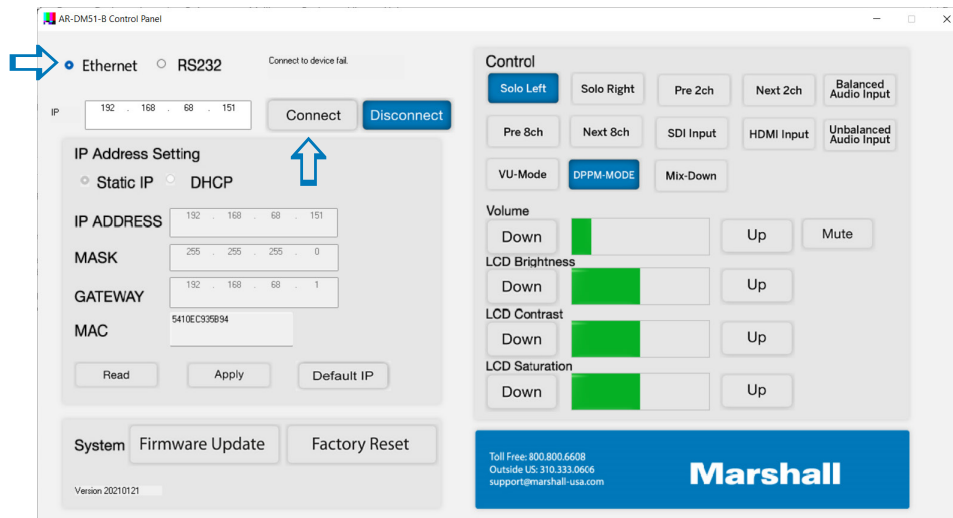 AR-DM51-B Control Panel
Ethernet RS232
Connect to device fail.
IP 192 . 168 . 68 . 151
Connect Disconnect
IP Address Setting
Static IP DHCP
IP ADDRESS 192 . 168 . 68 . 151
MASK 255 . 255 . 255 . 0
GATEWAY 192 . 168 . 68 . 1
MAC 5410EC935B94
Read Apply Default IP
System Firmware Update Factory Reset
Version 20210121
Control
Solo Left Solo Right Pre 2ch Next 2ch Balanced
Audio Input
Pre 8ch Next 8ch SDI Input HDMI Input Unbalanced
Audio Input
VU-Mode DPPM-MODE Mix-Down
Volume
Down Up Mute
LCD Brightness
Down Up
LCD Contrast
Down Up
LCD Saturation
Down Up
Toll Free: 800.800.6608
Outside US: 310.333.0606
support@marshall-usa.com
Marshall